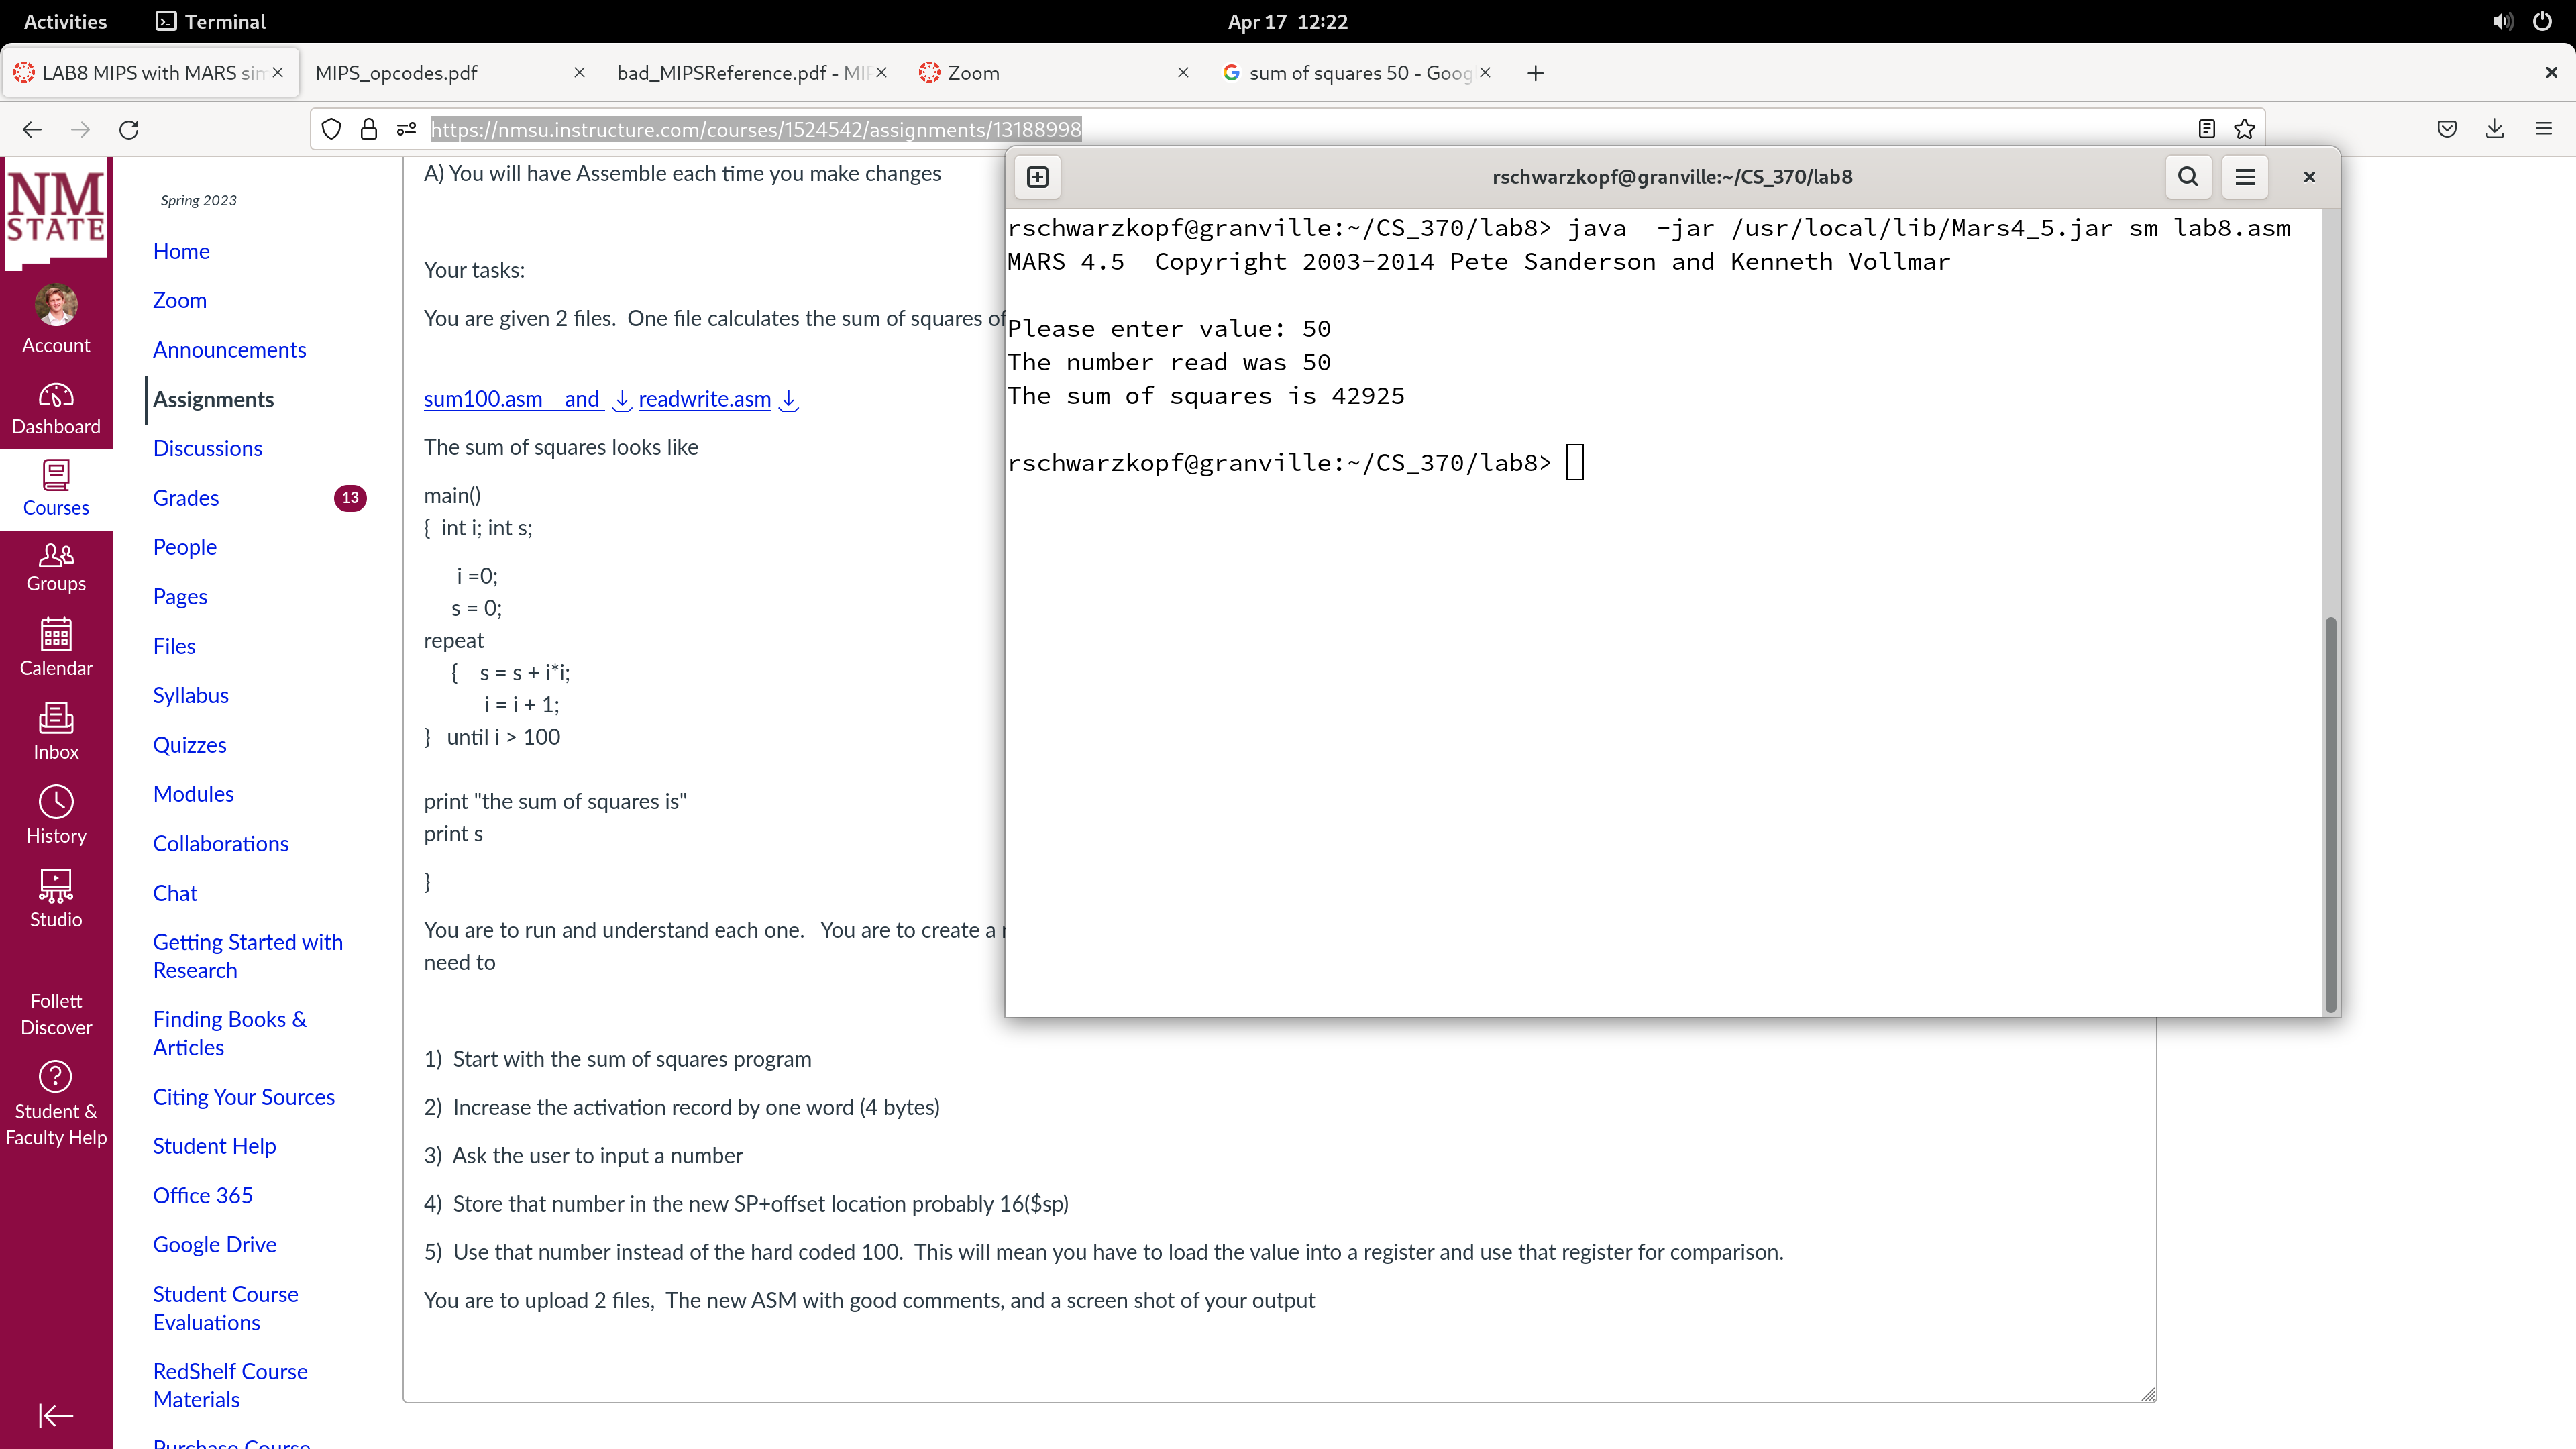 Activities
Terminal
Apr 17 12:22
LAB8 MIPS with MARS sim
MIPS_opcodes.pdf
bad_MIPSReference.pdf - MI
Zoom
sum of squares 50 - Goog
https://nmsu.instructure.com/courses/1524542/assignments/13188998
NM
STATE
Account
Dashboard
Courses
Groups
Calendar
Inbox
History
Studio
Follett
Discover
Student &
Faculty Help
Spring 2023
Home
Zoom
Announcements
Assignments
Discussions
Grades
13
People
Pages
Files
Syllabus
Quizzes
Modules
Collaborations
Chat
Getting Started with
Research
Finding Books &
Articles
Citing Your Sources
Student Help
Office 365
Google Drive
Student Course
Evaluations
RedShelf Course
Materials
Purchase Course
A) You will have Assemble each time you make changes
Your tasks:
You are given 2 files. One file calculates the sum of squares of
sum100.asm and readwrite.asm
The sum of squares looks like
main()
{ int i; int s;
i =0;
s = 0;
repeat
{ s = s + i*i;
i = i + 1;
} until i > 100
print "the sum of squares is"
print s
}
You are to run and understand each one. You are to create a
need to
1) Start with the sum of squares program
2) Increase the activation record by one word (4 bytes)
3) Ask the user to input a number
4) Store that number in the new SP+offset location probably 16($sp)
5) Use that number instead of the hard coded 100. This will mean you have to load the value into a register and use that register for comparison.
You are to upload 2 files, The new ASM with good comments, and a screen shot of your output
rschwarzkopf@granville:~/CS_370/lab8
rschwarzkopf@granville:~/CS_370/lab8> java -jar /usr/local/lib/Mars4_5.jar sm lab8.asm
MARS 4.5 Copyright 2003-2014 Pete Sanderson and Kenneth Vollmar
Please enter value: 50
The number read was 50
The sum of squares is 42925
rschwarzkopf@granville:~/CS_370/lab8>